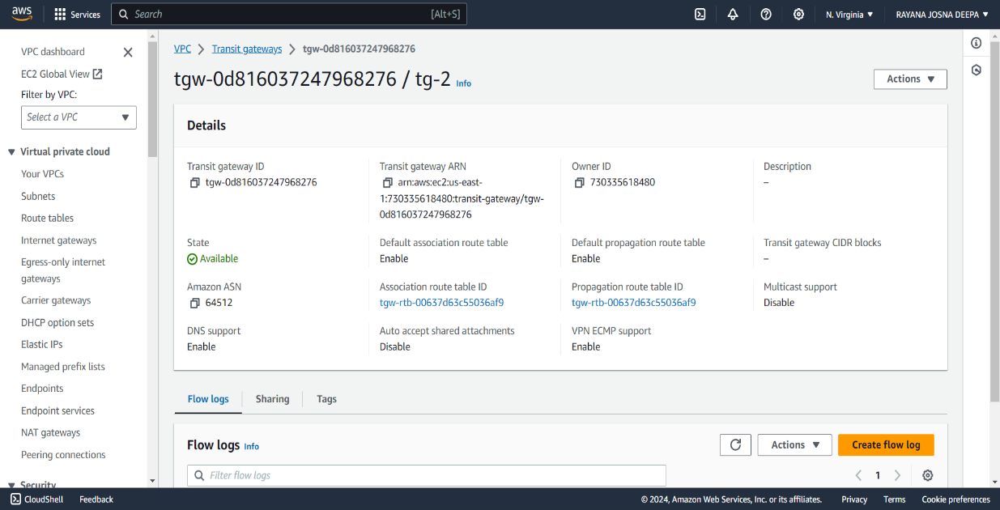 aws
Services
Search
[Alt+S]
N. Virginia
RAYANA JOSNA DEEPA
VPC dashboard
EC2 Global View
Filter by VPC:
Select a VPC
Virtual private cloud
Your VPCs
Subnets
Route tables
Internet gateways
Egress-only internet
gateways
Carrier gateways
DHCP option sets
Elastic IPs
Managed prefix lists
Endpoints
Endpoint services
NAT gateways
Peering connections
Security
VPC > Transit gateways > tgw-0d816037247968276
tgw-0d816037247968276 / tg-2 Info
Actions
Details
Transit gateway ID
tgw-0d816037247968276
Transit gateway ARN
arn:aws:ec2:us-east-
1:730335618480:transit-gateway/tgw-
0d816037247968276
Owner ID
730335618480
Description
–
State
Available
Default association route table
Enable
Default propagation route table
Enable
Transit gateway CIDR blocks
–
Amazon ASN
64512
Association route table ID
tgw-rtb-00637d63c55036af9
Propagation route table ID
tgw-rtb-00637d63c55036af9
Multicast support
Disable
DNS support
Enable
Auto accept shared attachments
Disable
VPN ECMP support
Enable
Flow logs
Sharing
Tags
Flow logs Info
Actions
Create flow log
Filter flow logs
1
CloudShell
Feedback
© 2024, Amazon Web Services, Inc. or its affiliates.
Privacy
Terms
Cookie preferences